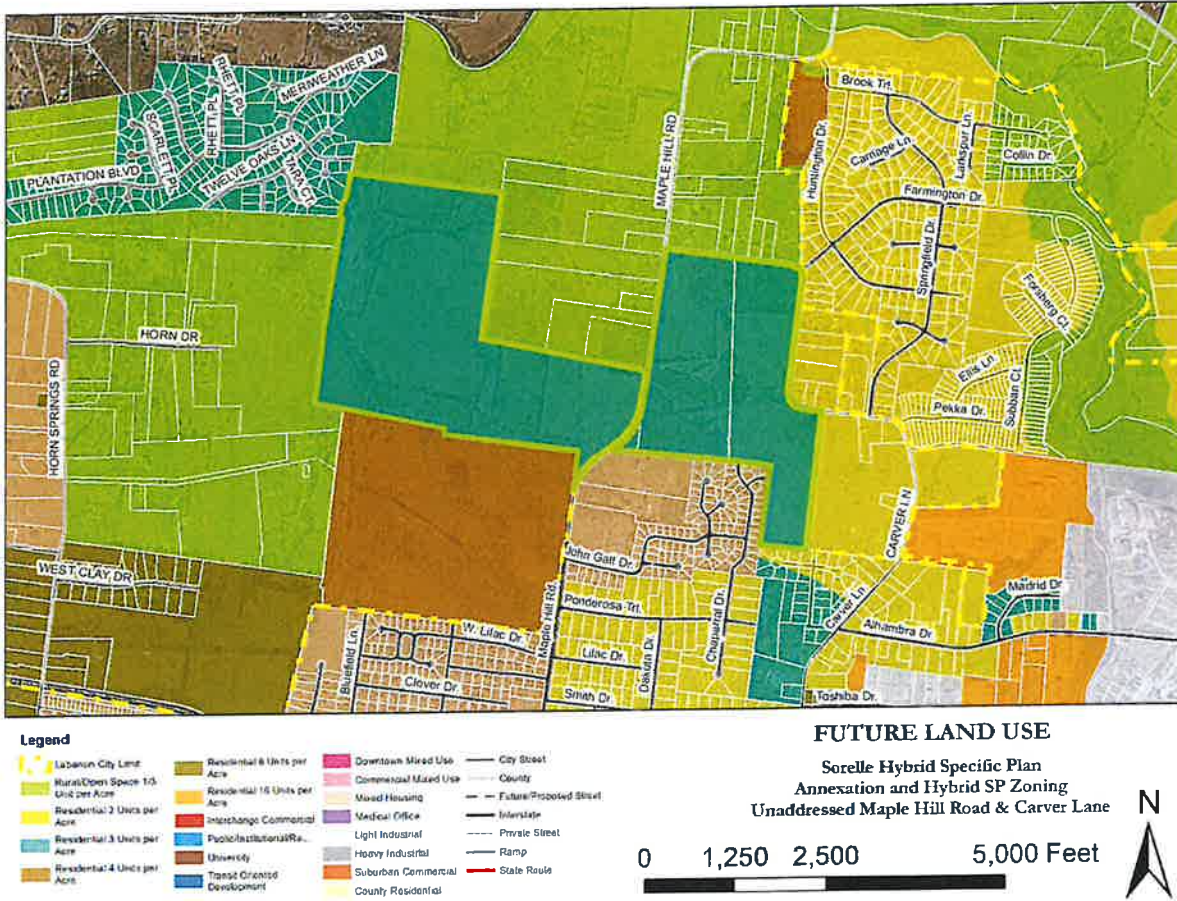 RHETT PL
MERIWEATHER LN
SCARLETT PL
RHETT PL
TWELVE OAKS LN
TARA CT
PLANTATION BLVD
MAPLE HILL RD
Brook Trt.
Huntington Dr.
Carriage Ln
Larkspur Ln.
Collin Dr.
Farmington Dr.
Springfield Dr.
Forsberg Ct.
HORN DR
HORN SPRINGS RD
Ellis Ln.
Pekka Dr.
Subban Ct.
CARVER LN
WEST CLAY DR
John Gatt Dr.
Maple Hill Rd.
Ponderosa Trt.
Chaparral Dr.
Carver Ln.
Madrid Dr
Alhambra Dr
Bluefield Ln.
W. Lilac Dr.
Lilac Dr.
Dakota Dr.
Clover Dr.
Smith Dr.
Toshiba Dr.
FUTURE LAND USE
Sorelle Hybrid Specific Plan
Annexation and Hybrid SP Zoning
Unaddressed Maple Hill Road & Carver Lane
N
0 1,250 2,500 5,000 Feet
Legend
Lebanon City Limit
Rural/Open Space 1/3
Unit per Acre
Residential 2 Units per
Acre
Residential 3 Units per
Acre
Residential 4 Units per
Acre
Residential 6 Units per
Acre
Residential 16 Units per
Acre
Interchange Commercial
Public/Institutional/Re...
University
Transit Oriented
Development
Downtown Mixed Use
Commercial Mixed Use
Mixed Housing
Medical Office
Light Industrial
Heavy Industrial
Suburban Commercial
County Residential
City Street
County
Future/Proposed Street
Interstate
Private Street
Ramp
State Route